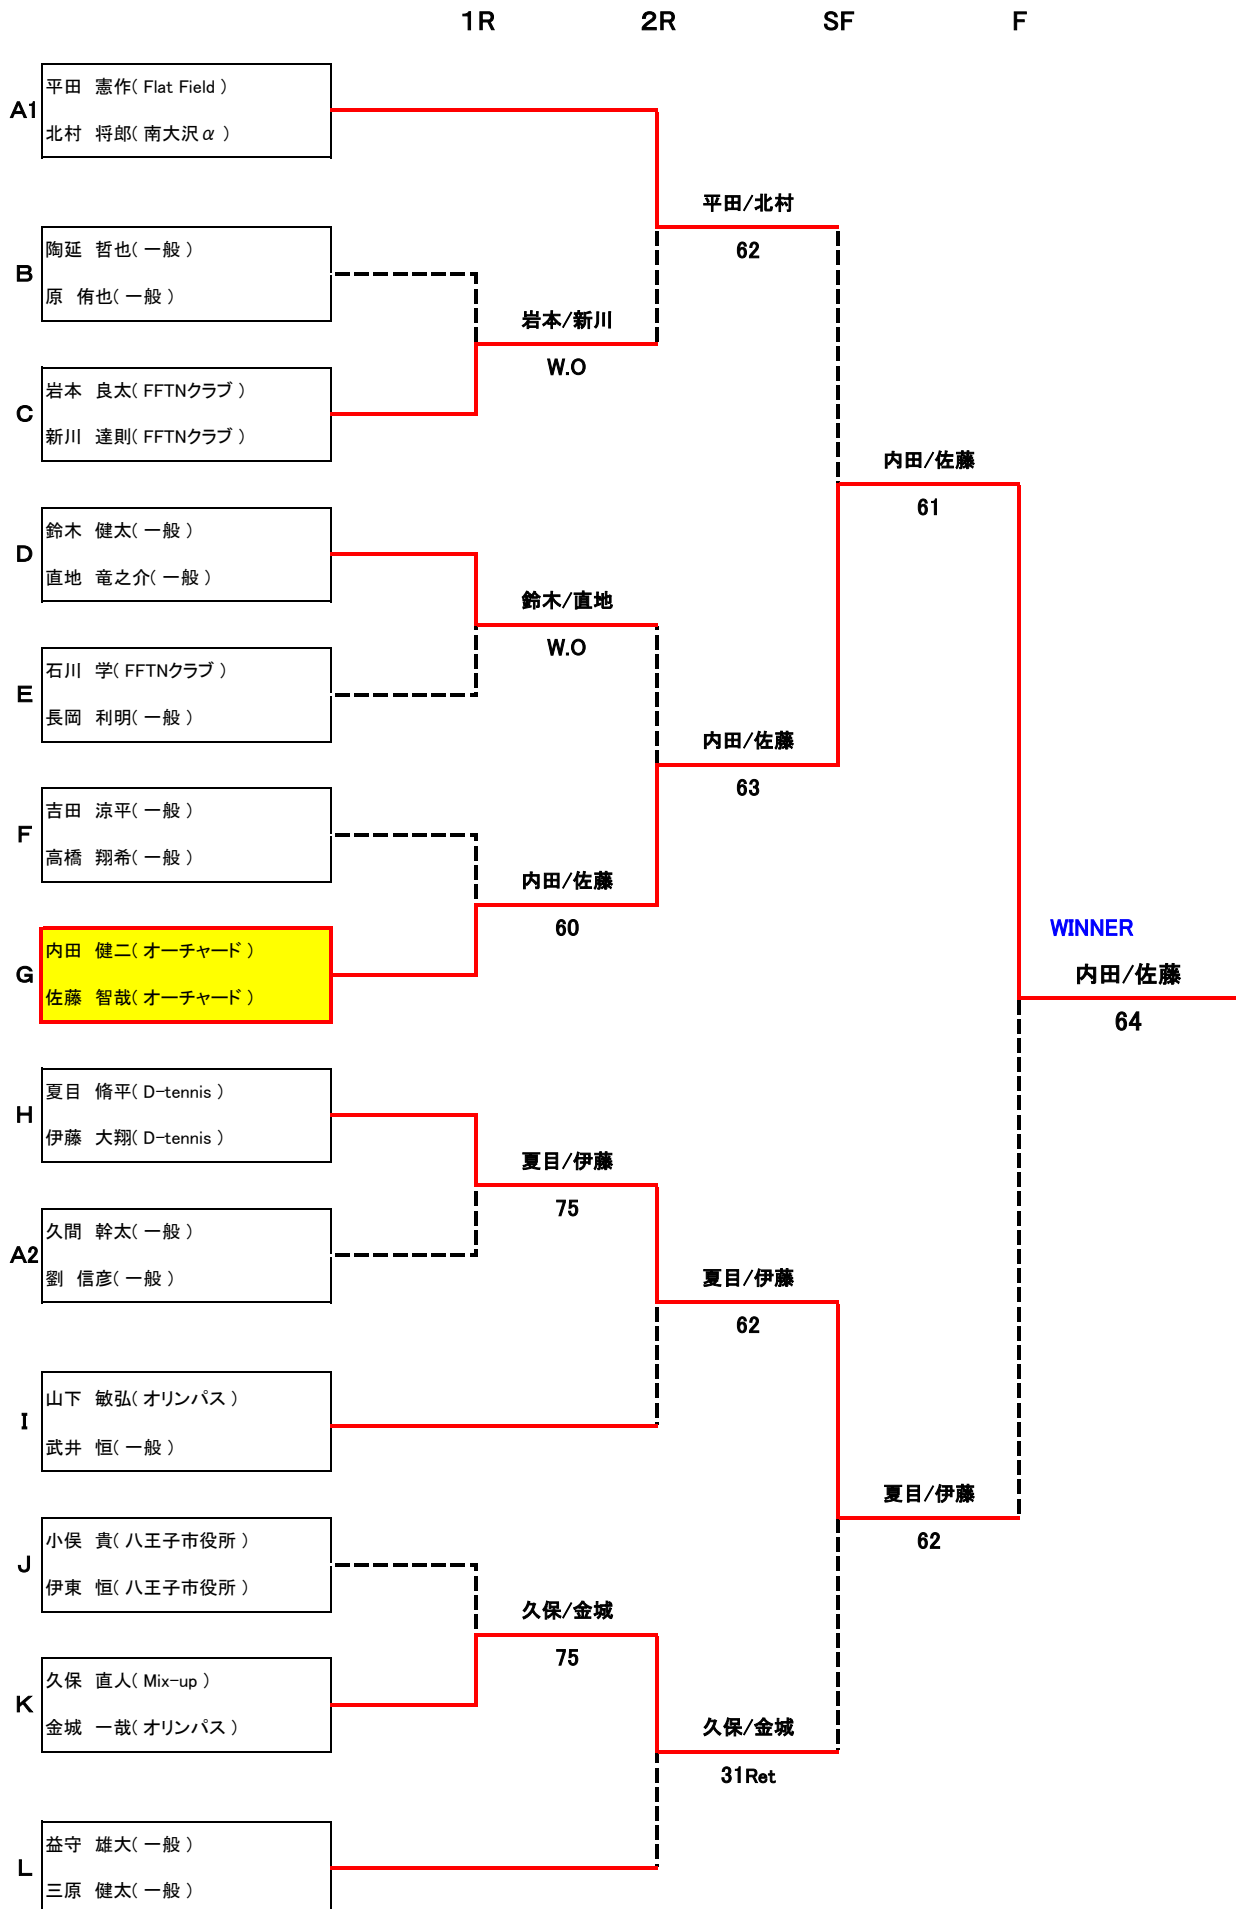 1R 2R SF F
A1
平田 憲作( Flat Field )
北村 将郎( 南大沢α )
平田/北村
62
B
陶延 哲也( 一般 )
原 侑也( 一般 )
岩本/新川
W.O
C
岩本 良太( FFTNクラブ )
新川 達則( FFTNクラブ )
内田/佐藤
61
D
鈴木 健太( 一般 )
直地 竜之介( 一般 )
鈴木/直地
W.O
E
石川 学( FFTNクラブ )
長岡 利明( 一般 )
内田/佐藤
63
F
吉田 涼平( 一般 )
高橋 翔希( 一般 )
内田/佐藤
60
G
内田 健二( オーチャード )
佐藤 智哉( オーチャード )
WINNER
内田/佐藤
64
H
夏目 脩平( D-tennis )
伊藤 大翔( D-tennis )
夏目/伊藤
75
A2
久間 幹太( 一般 )
劉 信彦( 一般 )
夏目/伊藤
62
I
山下 敏弘( オリンパス )
武井 恒( 一般 )
夏目/伊藤
62
J
小俣 貴( 八王子市役所 )
伊東 恒( 八王子市役所 )
久保/金城
75
K
久保 直人( Mix-up )
金城 一哉( オリンパス )
久保/金城
31Ret
L
益守 雄大( 一般 )
三原 健太( 一般 )